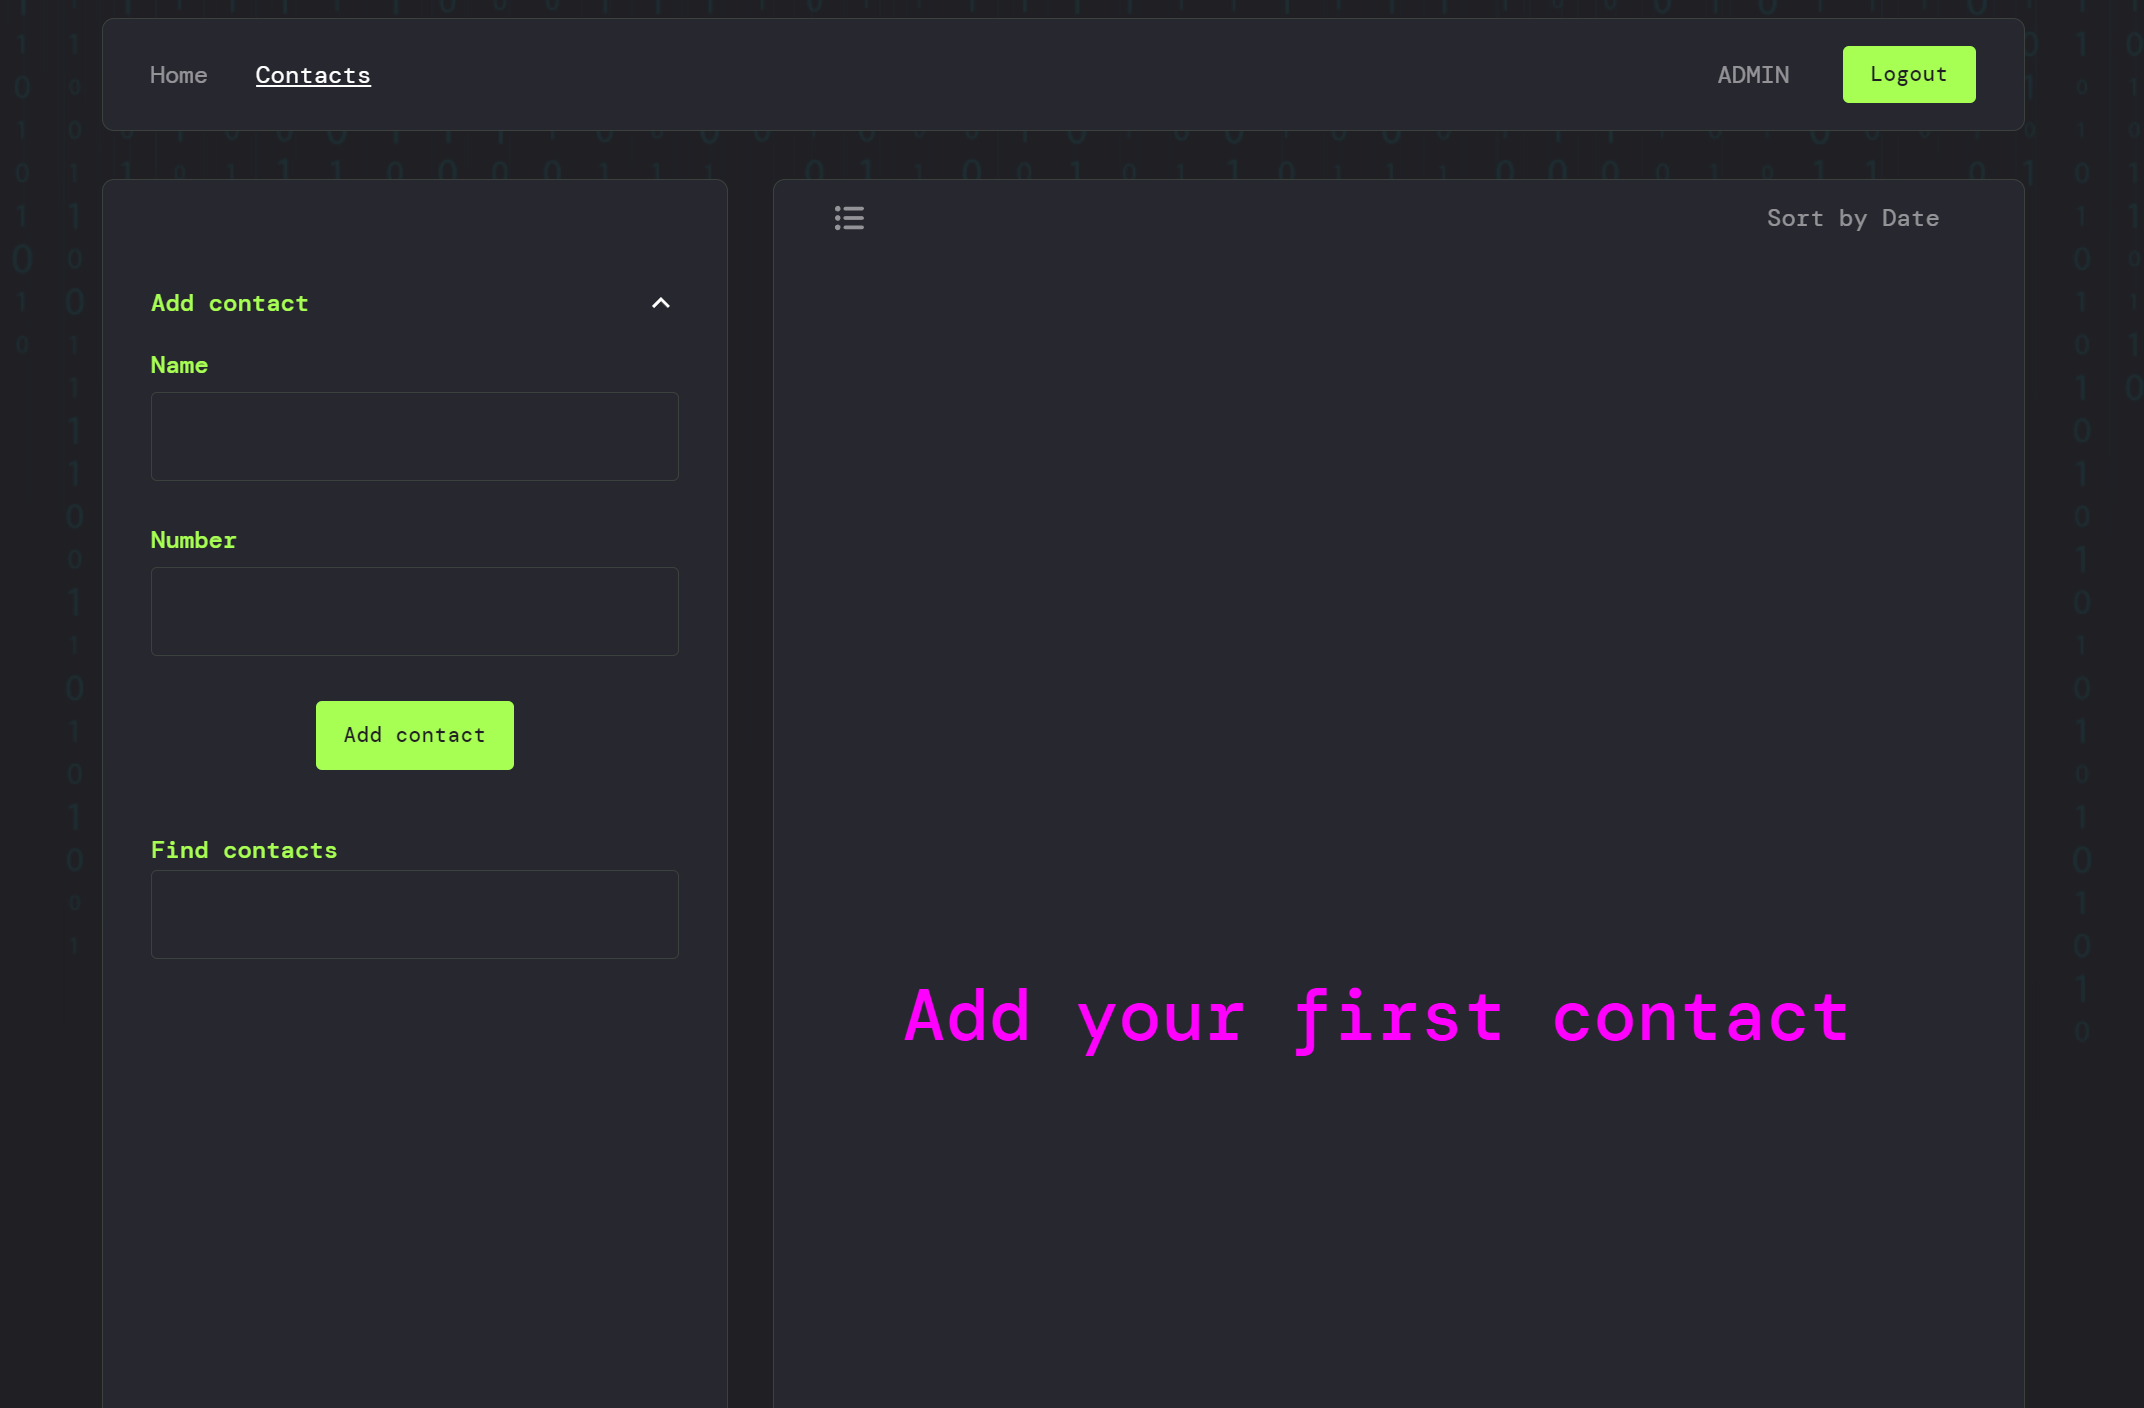 Home Contacts ADMIN Logout
Sort by Date
Add contact
Name
Number
Add contact
Find contacts
Add your first contact